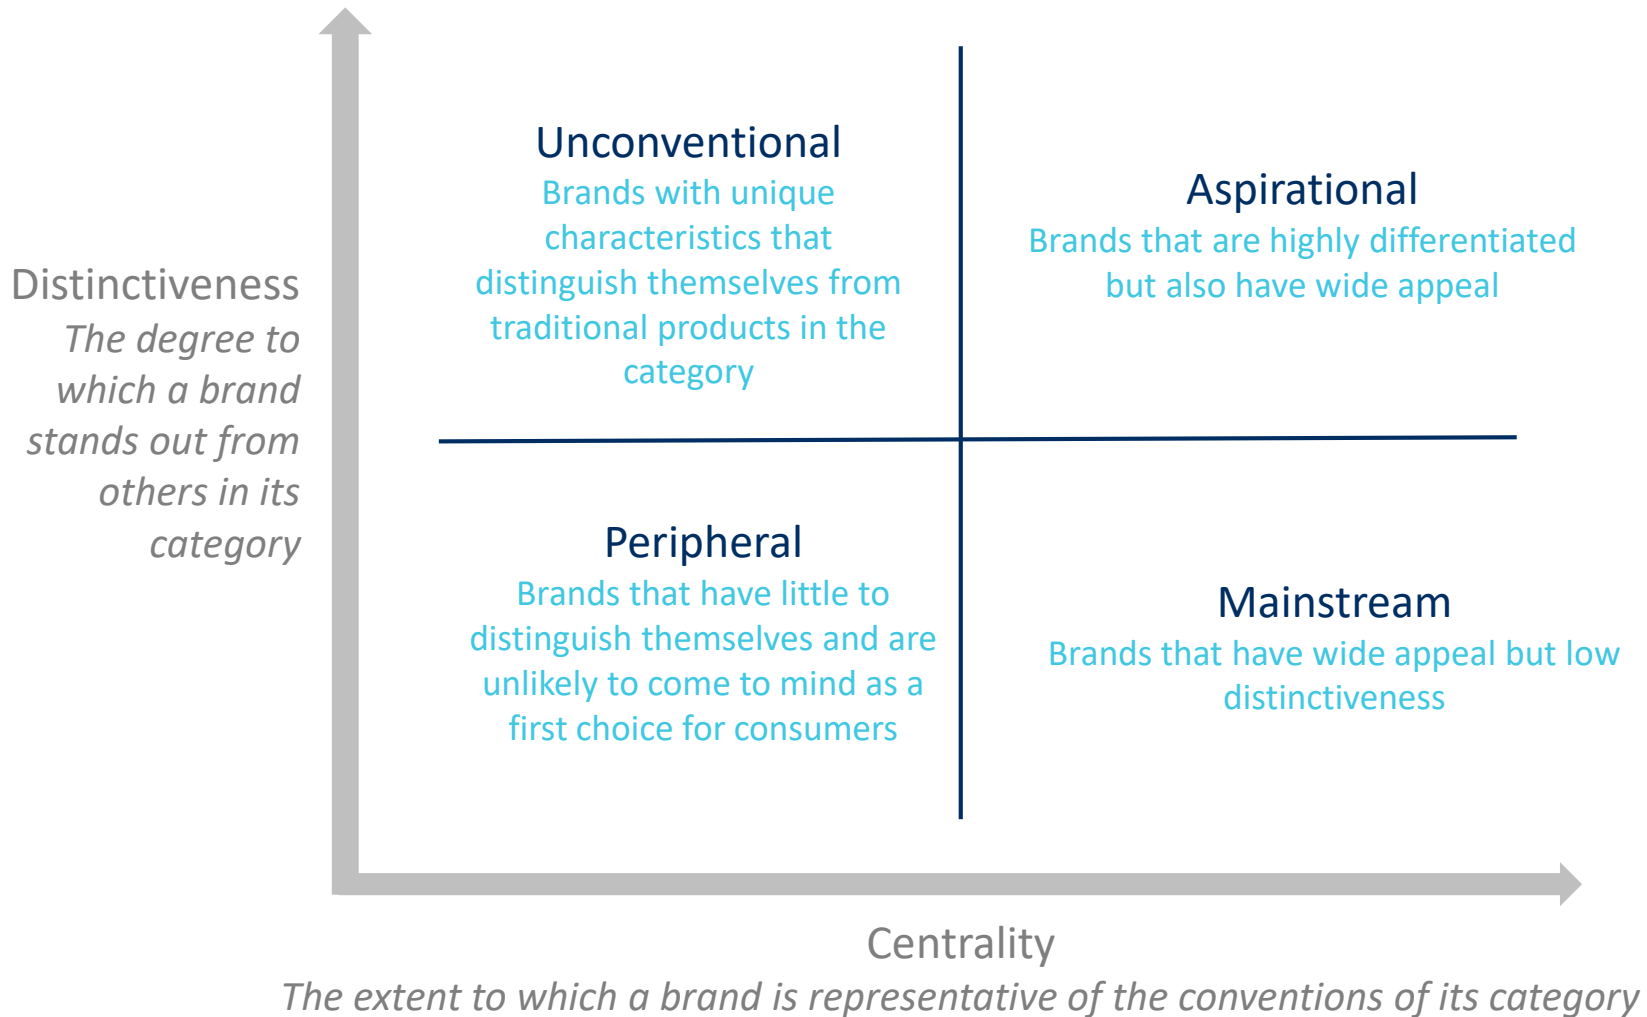 Unconventional
Brands with unique
characteristics that
distinguish themselves from
traditional products in the
category
Aspirational
Brands that are highly differentiated
but also have wide appeal
Distinctiveness
The degree to
which a brand
stands out from
others in its
category
Peripheral
Brands that have little to
distinguish themselves and are
unlikely to come to mind as a
first choice for consumers
Mainstream
Brands that have wide appeal but low
distinctiveness
Centrality
The extent to which a brand is representative of the conventions of its category